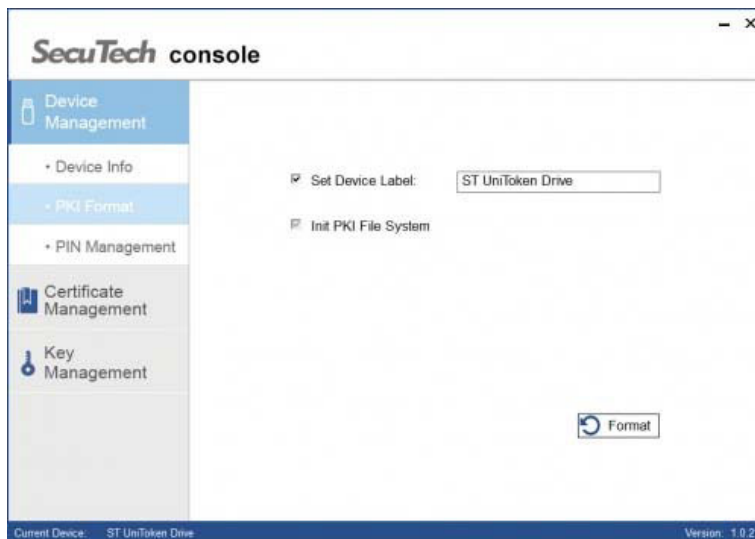 SecuTech console
Device
Management
• Device Info
• PKI Format
• PIN Management
Certificate
Management
Key
Management
Set Device Label:
ST UniToken Drive
Init PKI File System
Format
Current Device: ST UniToken Drive
Version: 1.0.2